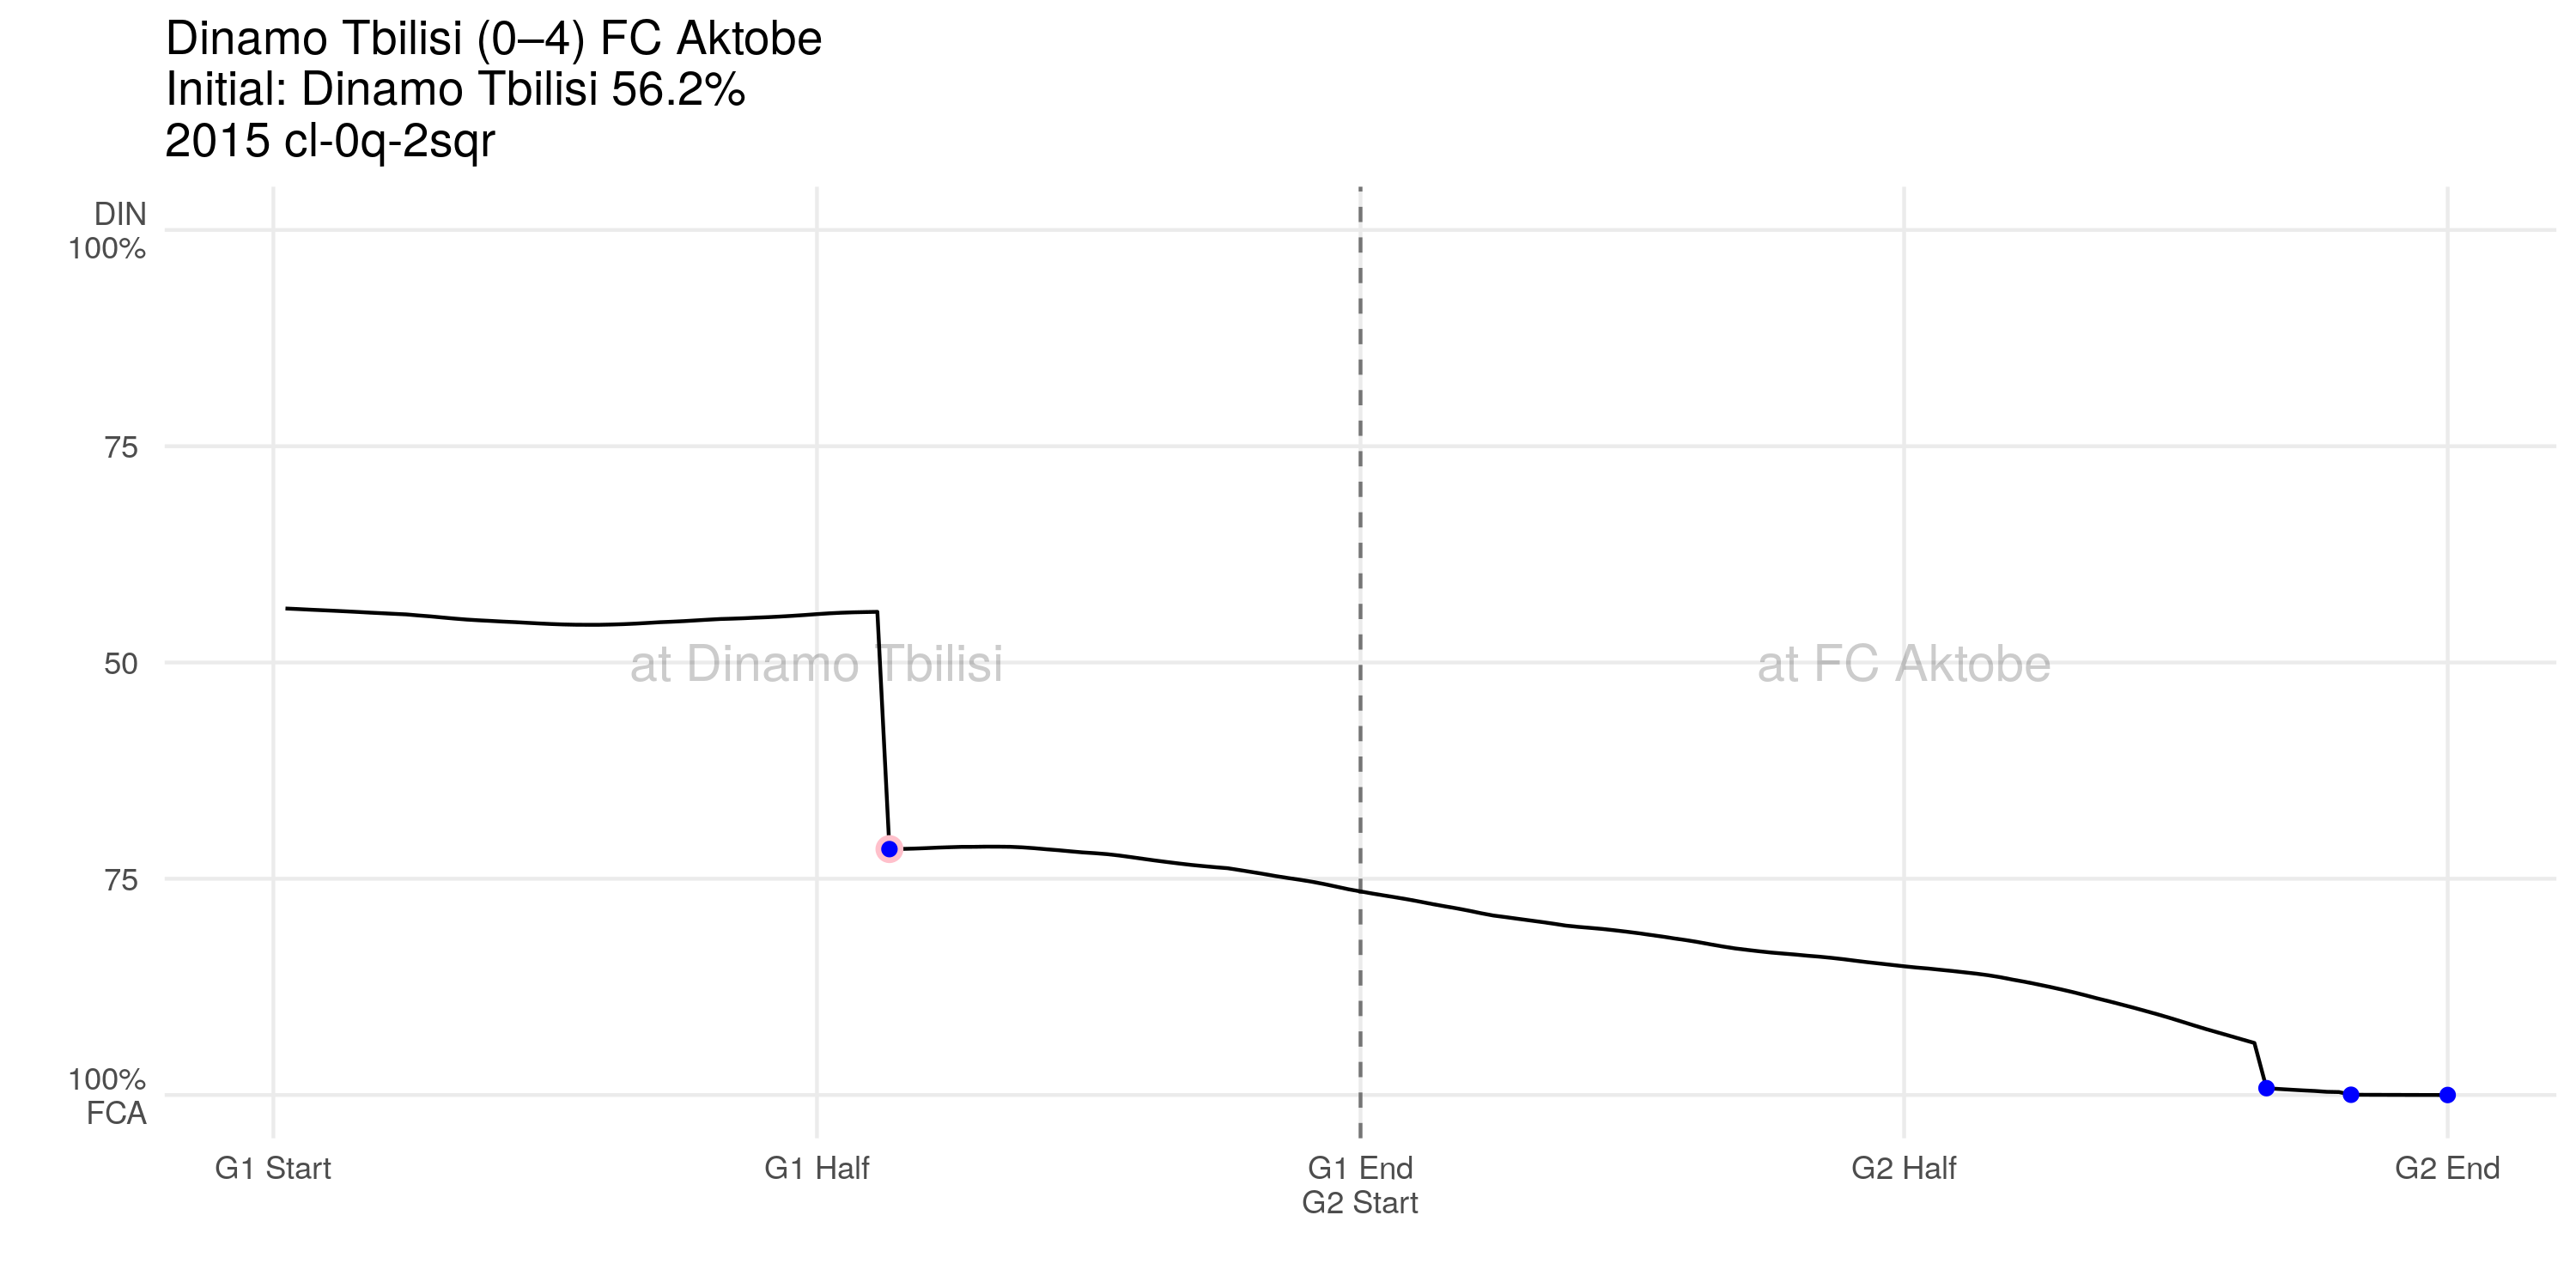 Dinamo Tbilisi (0–4) FC Aktobe
Initial: Dinamo Tbilisi 56.2%
2015 cl-0q-2sqr
DIN
100%
75
50
75
100%
FCA
at Dinamo Tbilisi
at FC Aktobe
G1 Start
G1 Half
G1 End
G2 Start
G2 Half
G2 End